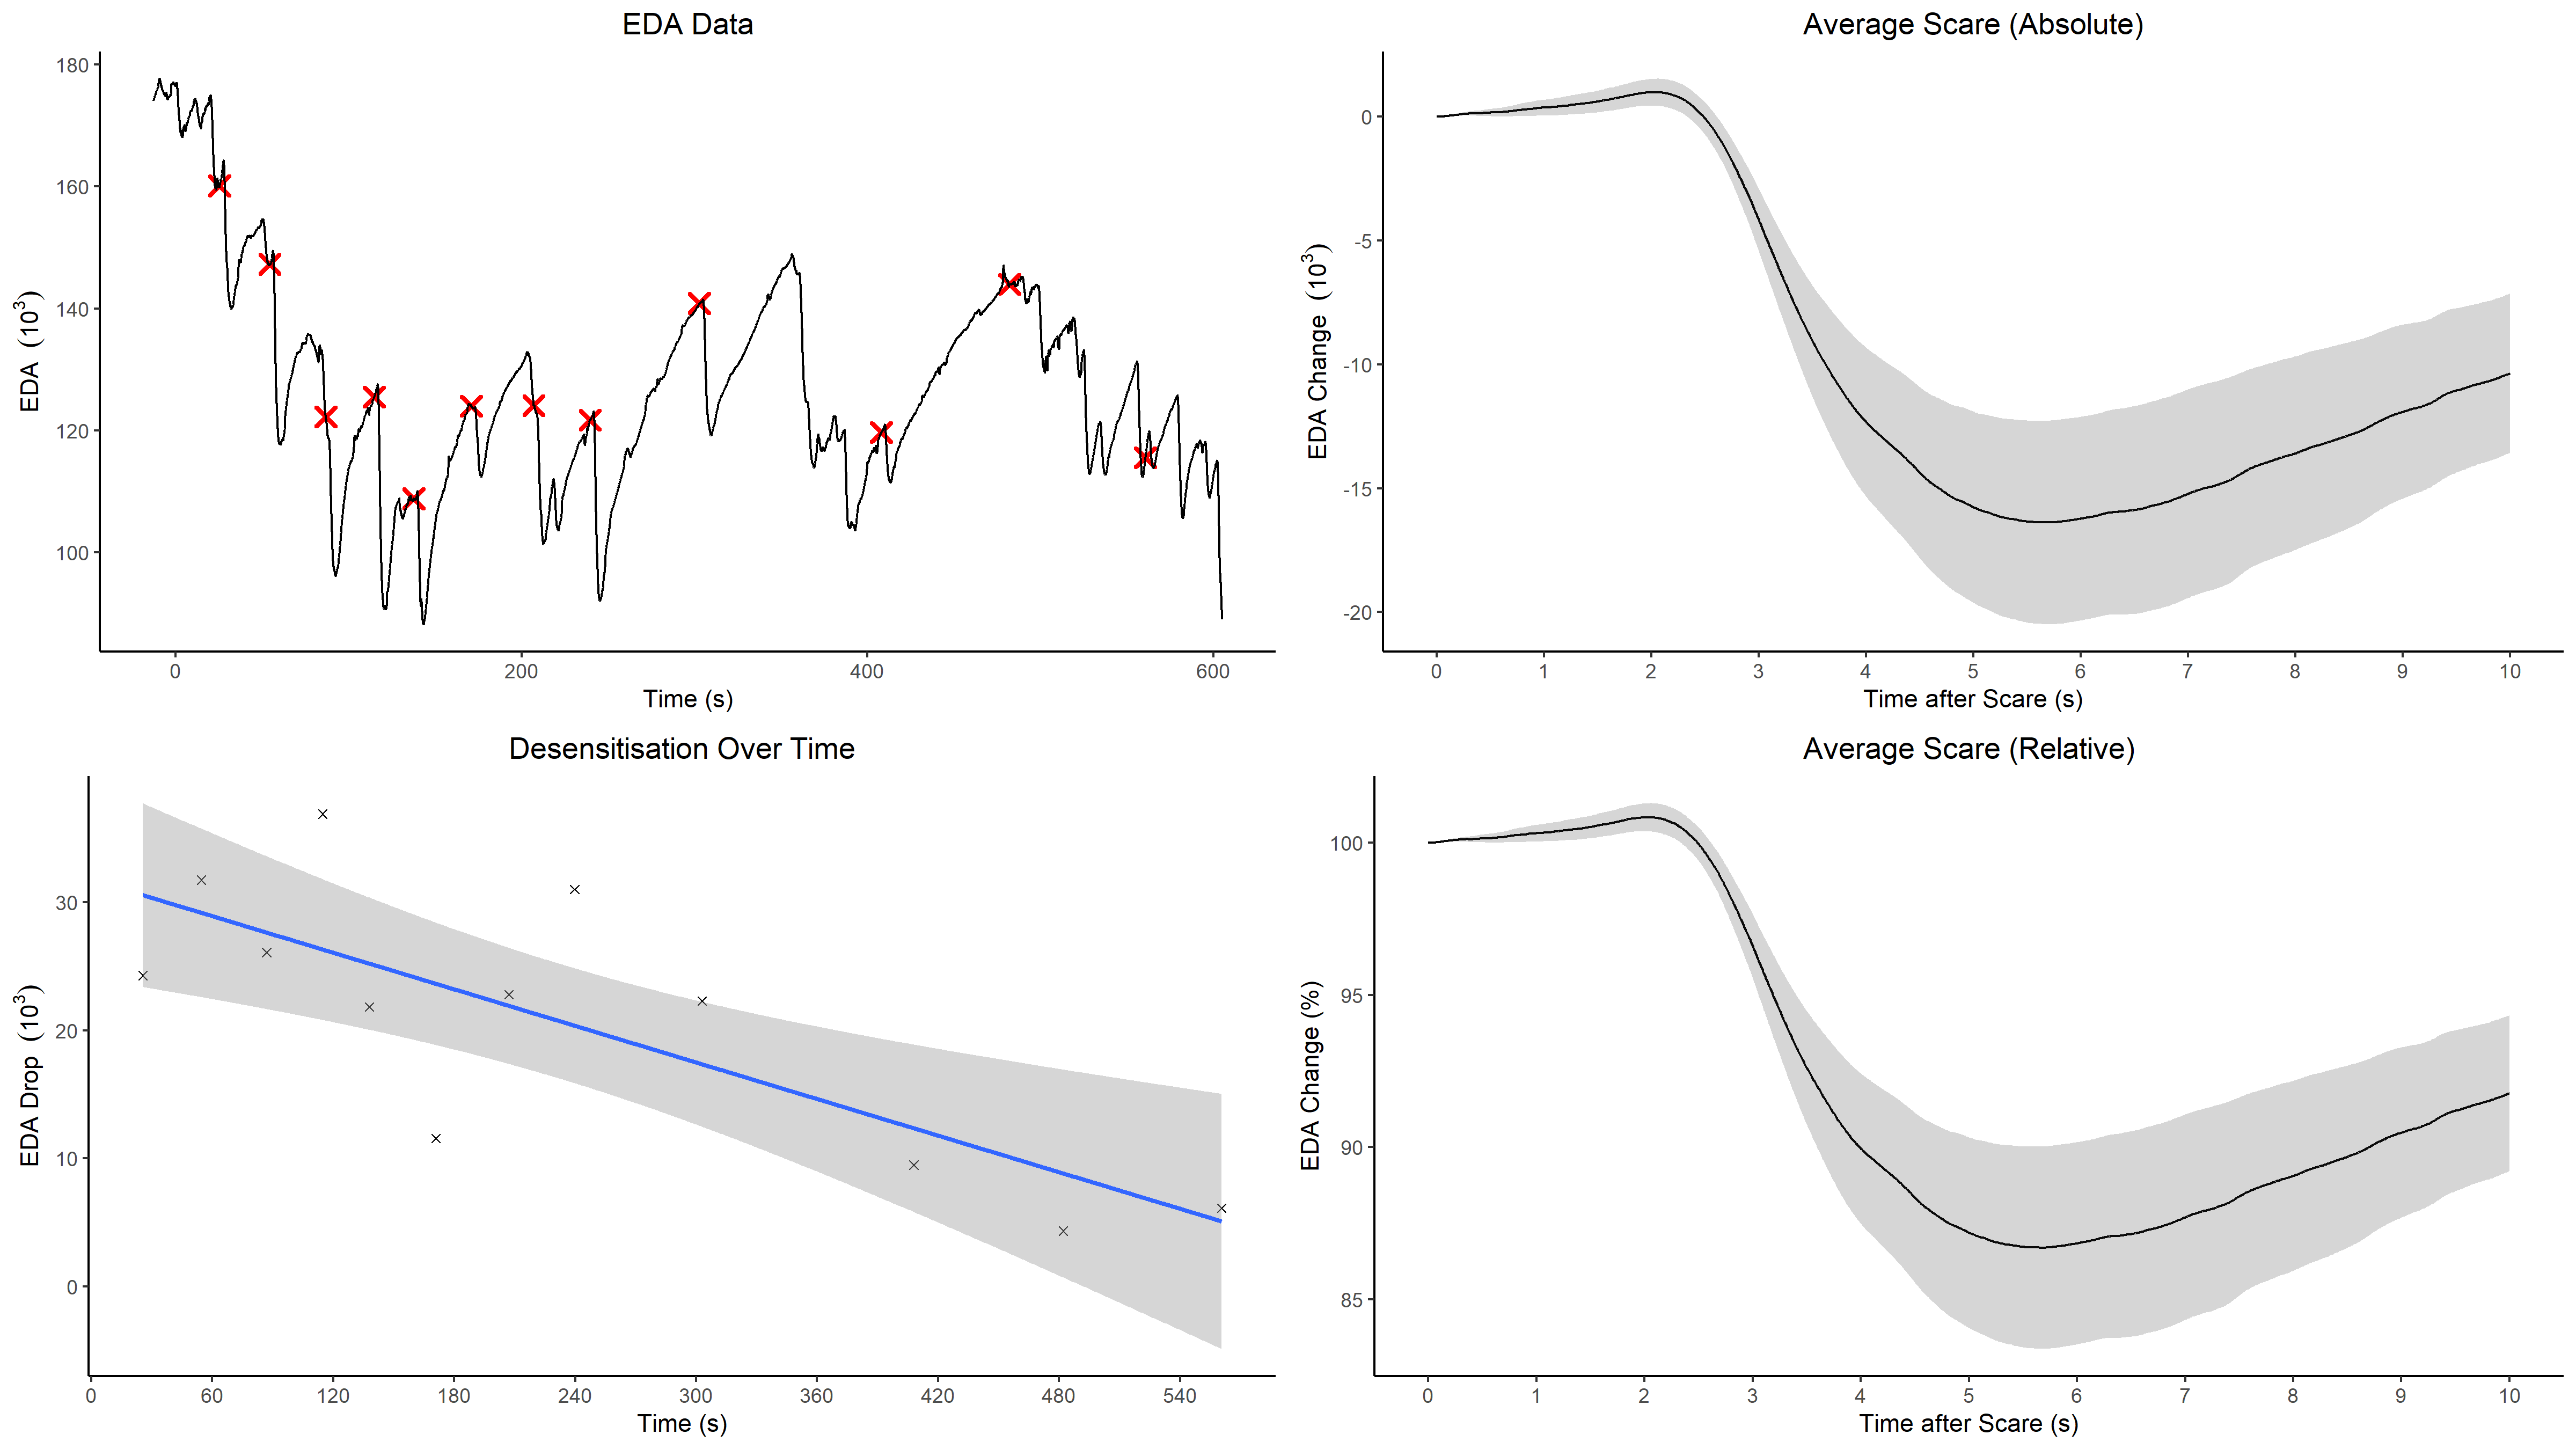 EDA Data
180
160
140
120
100
EDA (10³)
0 200 400 600
Time (s)
Average Scare (Absolute)
0
-5
-10
-15
-20
EDA Change (10³)
0 1 2 3 4 5 6 7 8 9 10
Time after Scare (s)
Desensitisation Over Time
30
20
10
0
EDA Drop (10³)
0 60 120 180 240 300 360 420 480 540
Time (s)
Average Scare (Relative)
100
95
90
85
EDA Change (%)
0 1 2 3 4 5 6 7 8 9 10
Time after Scare (s)